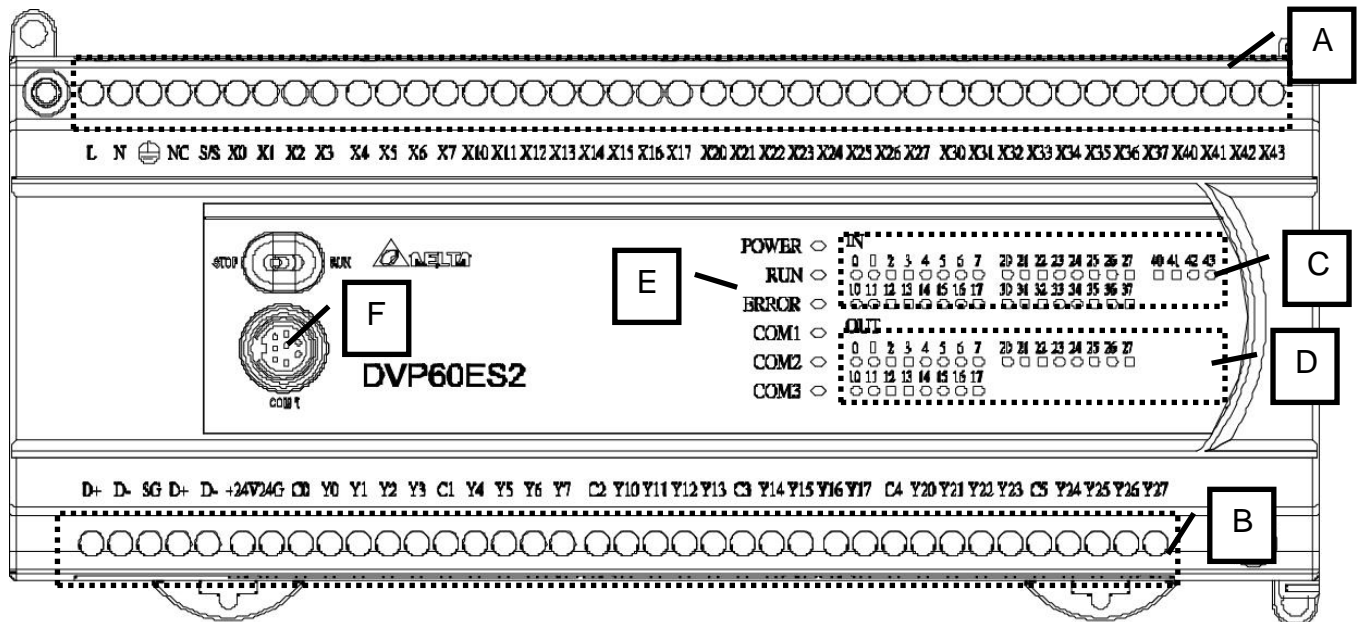 A
L N NC S/S X0 X1 X2 X3 X4 X5 X6 X7 X10 X11 X12 X13 X14 X15 X16 X17 X20 X21 X22 X23 X24 X25 X26 X27 X30 X31 X32 X33 X34 X35 X36 X37 X40 X41 X42 X43
STOP RUN DELTA
POWER
RUN
ERROR
COM1
COM2
COM3
IN
0 1 2 3 4 5 6 7 20 21 22 23 24 25 26 27 40 41 42 43
10 11 12 13 14 15 16 17 30 31 32 33 34 35 36 37
OUT
0 1 2 3 4 5 6 7 20 21 22 23 24 25 26 27
10 11 12 13 14 15 16 17
C
E
F
D
DVP60ES2
COM 1
D+ D- SG D+ D- +24V 24G C0 Y0 Y1 Y2 Y3 C1 Y4 Y5 Y6 Y7 C2 Y10 Y11 Y12 Y13 C3 Y14 Y15 Y16 Y17 C4 Y20 Y21 Y22 Y23 C5 Y24 Y25 Y26 Y27
B